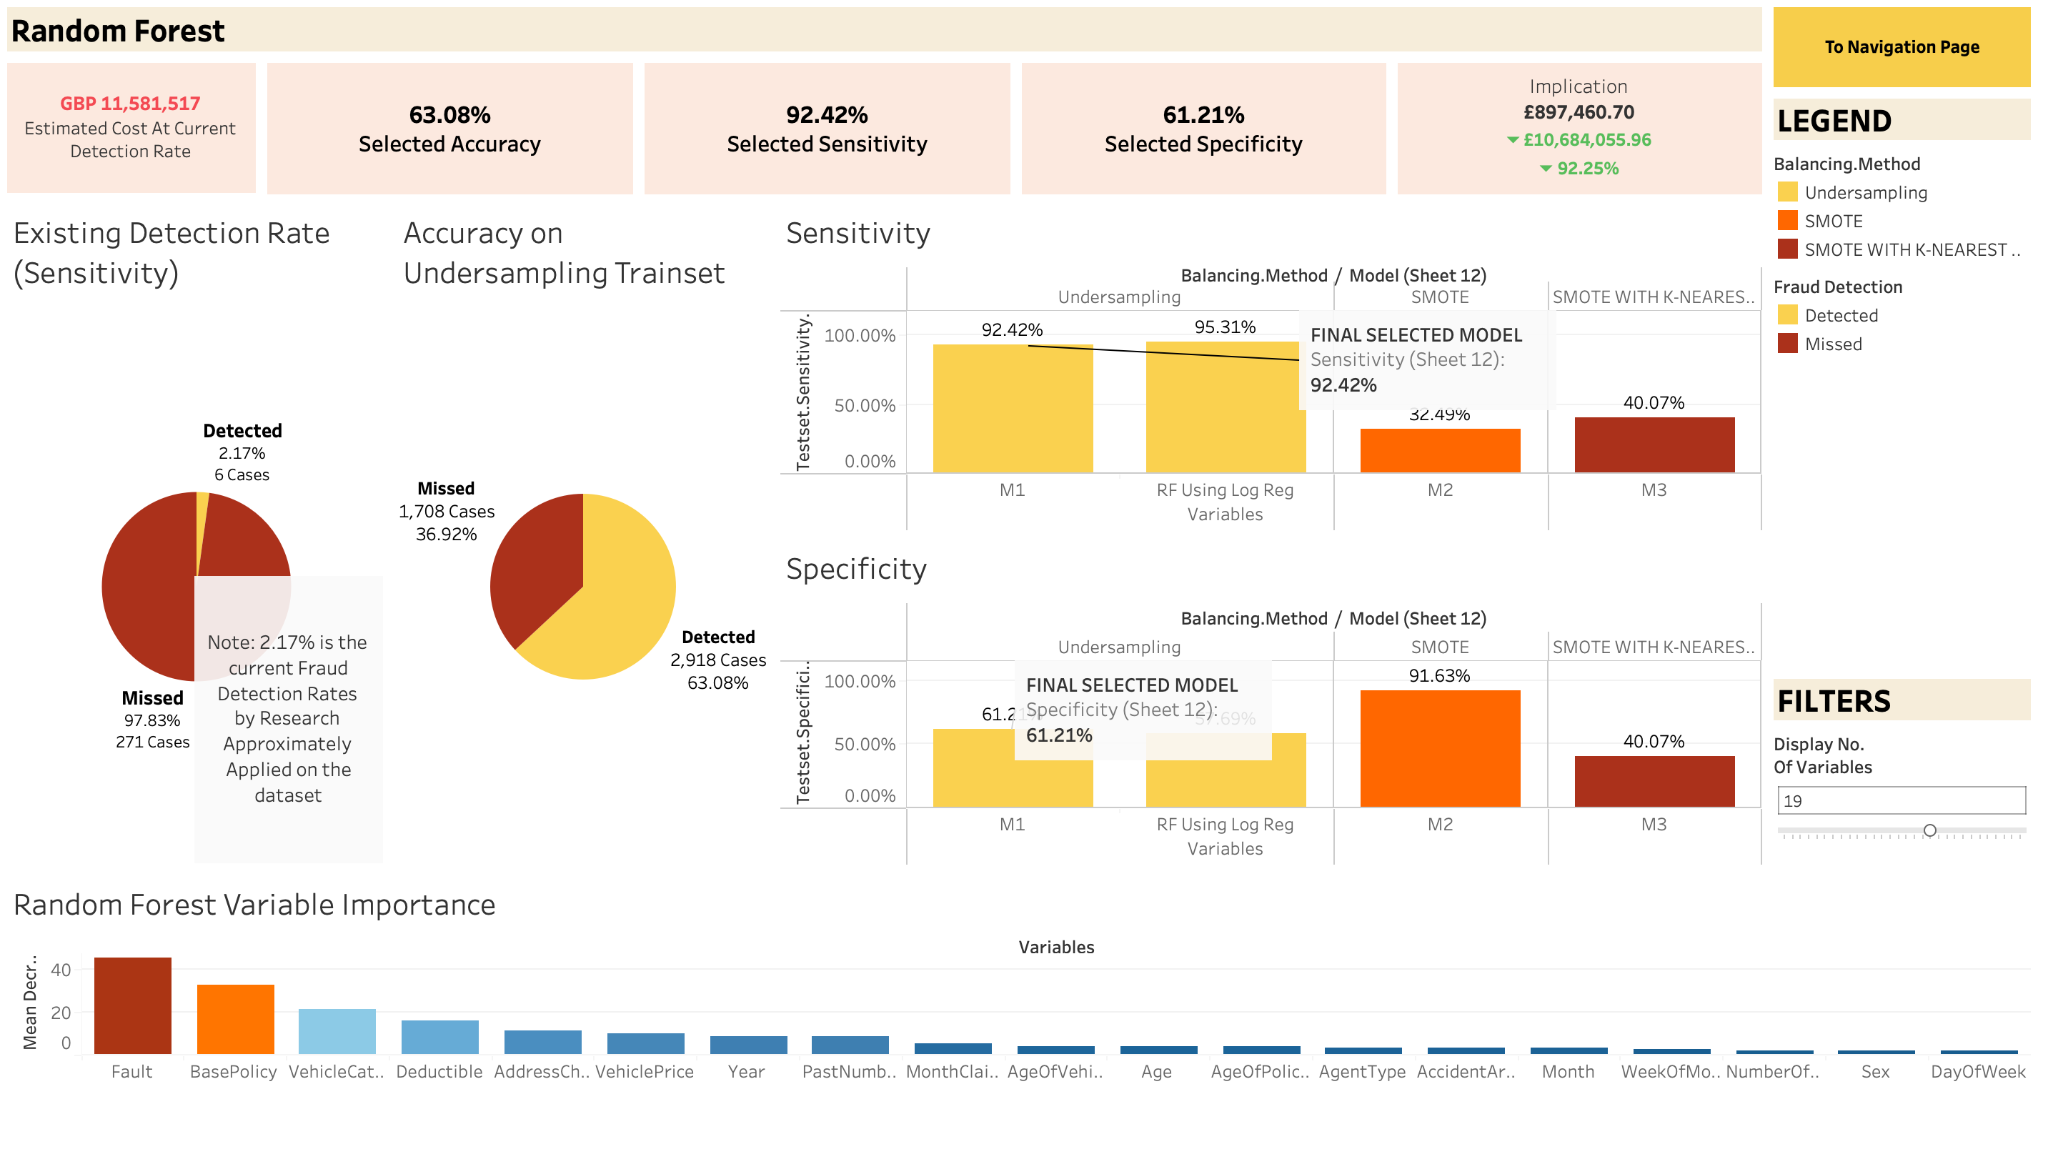 Random Forest
To Navigation Page
GBP 11,581,517
Estimated Cost At Current
Detection Rate
63.08%
Selected Accuracy
92.42%
Selected Sensitivity
61.21%
Selected Specificity
Implication
£897,460.70
£10,684,055.96
92.25%
LEGEND
Balancing.Method
Undersampling
SMOTE
SMOTE WITH K-NEAREST ..
Fraud Detection
Detected
Missed
Existing Detection Rate
(Sensitivity)
Detected
2.17%
6 Cases
Missed
97.83%
271 Cases
Note: 2.17% is the
current Fraud
Detection Rates
by Research
Approximately
Applied on the
dataset
Accuracy on
Undersampling Trainset
Missed
1,708 Cases
36.92%
Detected
2,918 Cases
63.08%
Sensitivity
Balancing.Method / Model (Sheet 12)
Undersampling
SMOTE
SMOTE WITH K-NEARES..
Testset.Sensitivity.
100.00%
50.00%
0.00%
92.42%
95.31%
32.49%
40.07%
FINAL SELECTED MODEL
Sensitivity (Sheet 12):
92.42%
M1
RF Using Log Reg
Variables
M2
M3
Specificity
Balancing.Method / Model (Sheet 12)
Undersampling
SMOTE
SMOTE WITH K-NEARES..
Testset.Specifici..
100.00%
50.00%
0.00%
61.21%
57.69%
91.63%
40.07%
FINAL SELECTED MODEL
Specificity (Sheet 12):
61.21%
M1
RF Using Log Reg
Variables
M2
M3
FILTERS
Display No.
Of Variables
19
Random Forest Variable Importance
Variables
Mean Decr..
40
20
0
Fault
BasePolicy
VehicleCat..
Deductible
AddressCh..
VehiclePrice
Year
PastNumb..
MonthClai..
AgeOfVehi..
Age
AgeOfPolic..
AgentType
AccidentAr..
Month
WeekOfMo..
NumberOf..
Sex
DayOfWeek